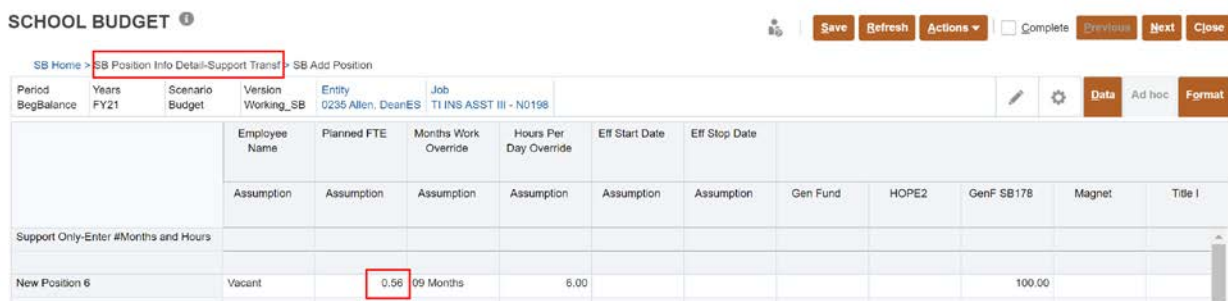 SCHOOL BUDGET
Save Refresh Actions Complete Previous Next Close
SB Home > SB Position Info Detail-Support Transf > SB Add Position
Period Years Scenario Version Entity Job
BegBalance FY21 Budget Working_SB 0235 Allen, DeanES TI INS ASST III - N0198
Data Ad hoc Format
Employee Name Planned FTE Months Work Override Hours Per Day Override Eff Start Date Eff Stop Date
Assumption Assumption Assumption Assumption Assumption Assumption Gen Fund HOPE2 GenF SB178 Magnet Title I
Support Only-Enter #Months and Hours
New Position 6 Vacant 0.56 09 Months 6.00 100.00